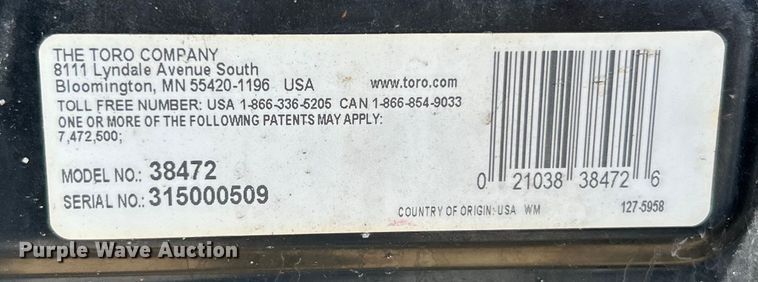 THE TORO COMPANY
8111 Lyndale Avenue South
Bloomington, MN 55420-1196 USA www.toro.com
TOLL FREE NUMBER: USA 1-866-336-5205 CAN 1-866-854-9033
ONE OR MORE OF THE FOLLOWING PATENTS MAY APPLY:
7,472,500;
MODEL NO.: 38472
SERIAL NO.: 315000509
0 21038 38472 6
COUNTRY OF ORIGIN: USA WM 127-5958
Purple Wave Auction